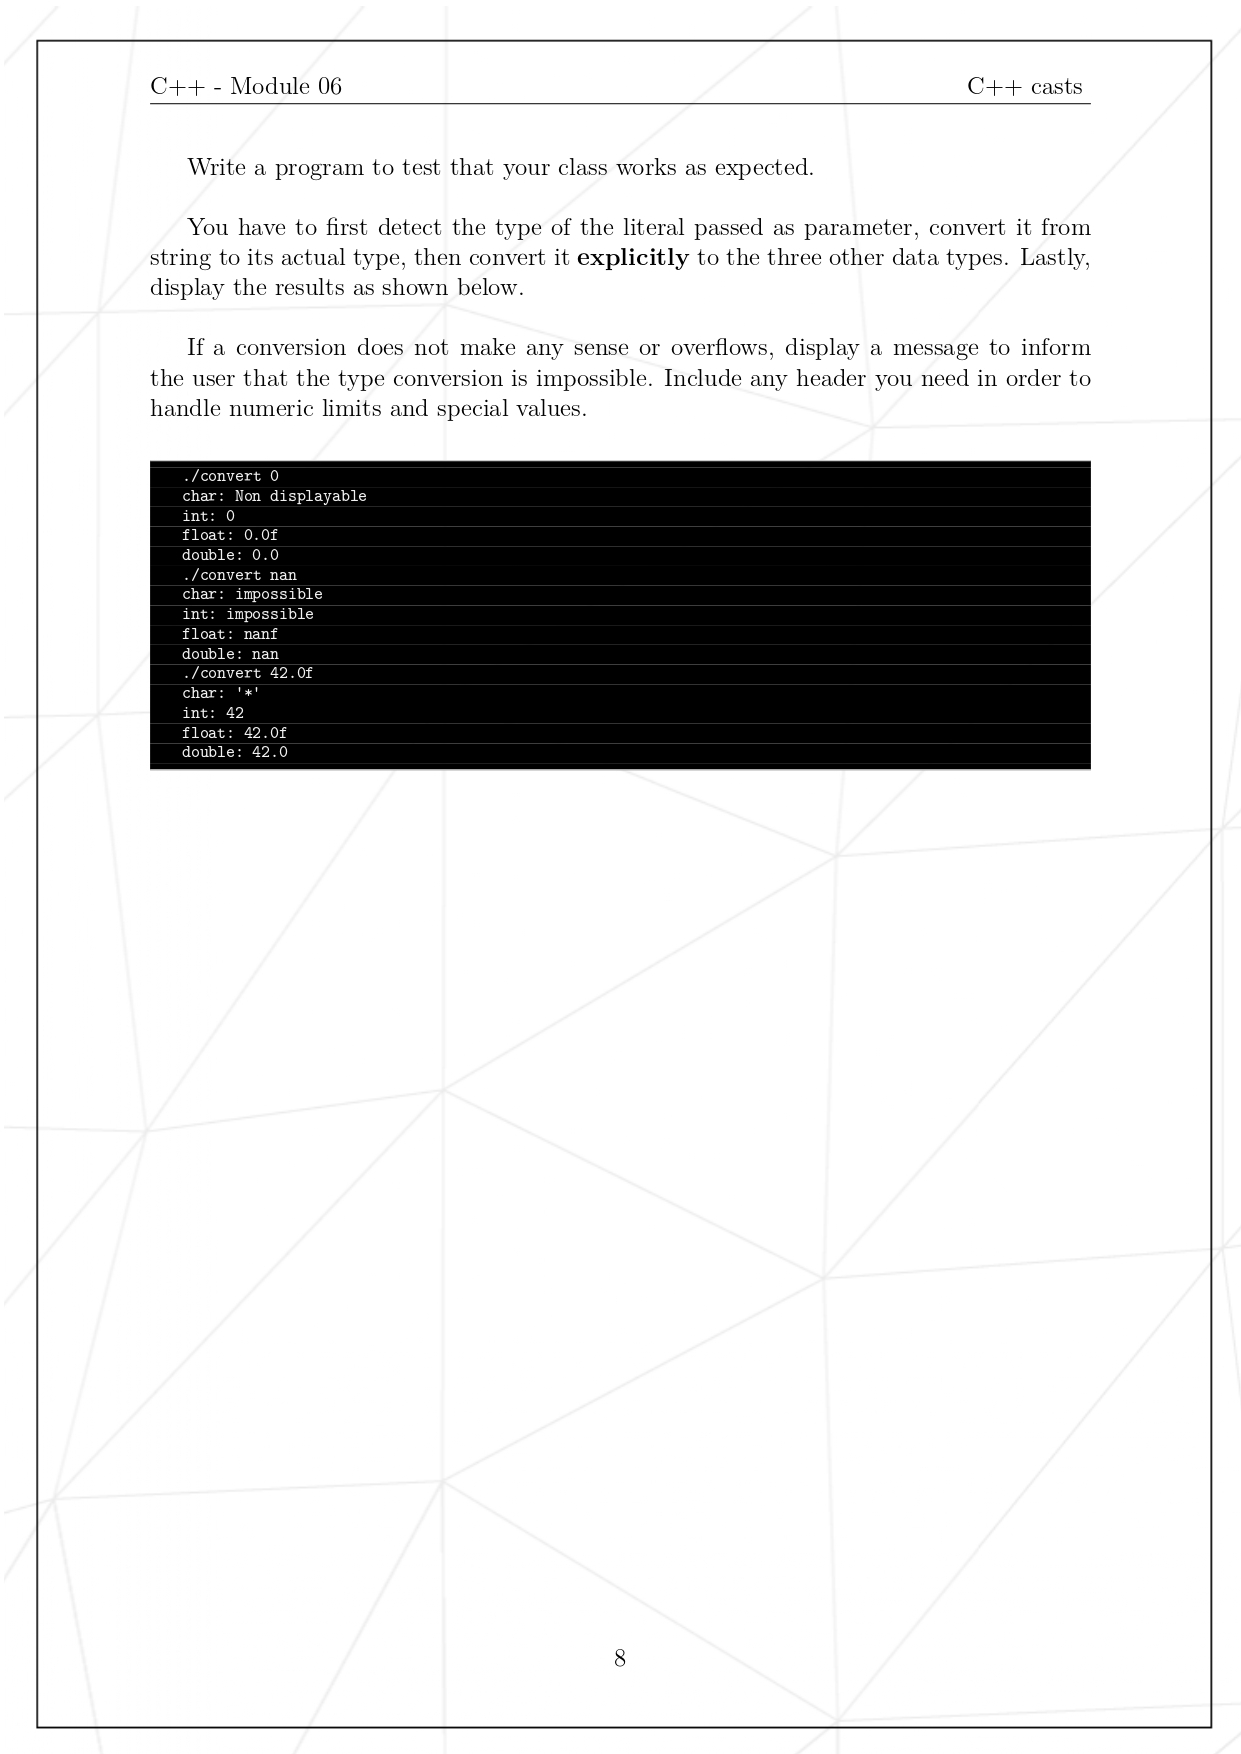 C++ - Module 06
C++ casts
Write a program to test that your class works as expected.
You have to first detect the type of the literal passed as parameter, convert it from
string to its actual type, then convert it explicitly to the three other data types. Lastly,
display the results as shown below.
If a conversion does not make any sense or overflows, display a message to inform
the user that the type conversion is impossible. Include any header you need in order to
handle numeric limits and special values.
./convert 0
char: Non displayable
int: 0
float: 0.0f
double: 0.0
./convert nan
char: impossible
int: impossible
float: nanf
double: nan
./convert 42.0f
char: '*'
int: 42
float: 42.0f
double: 42.0
8